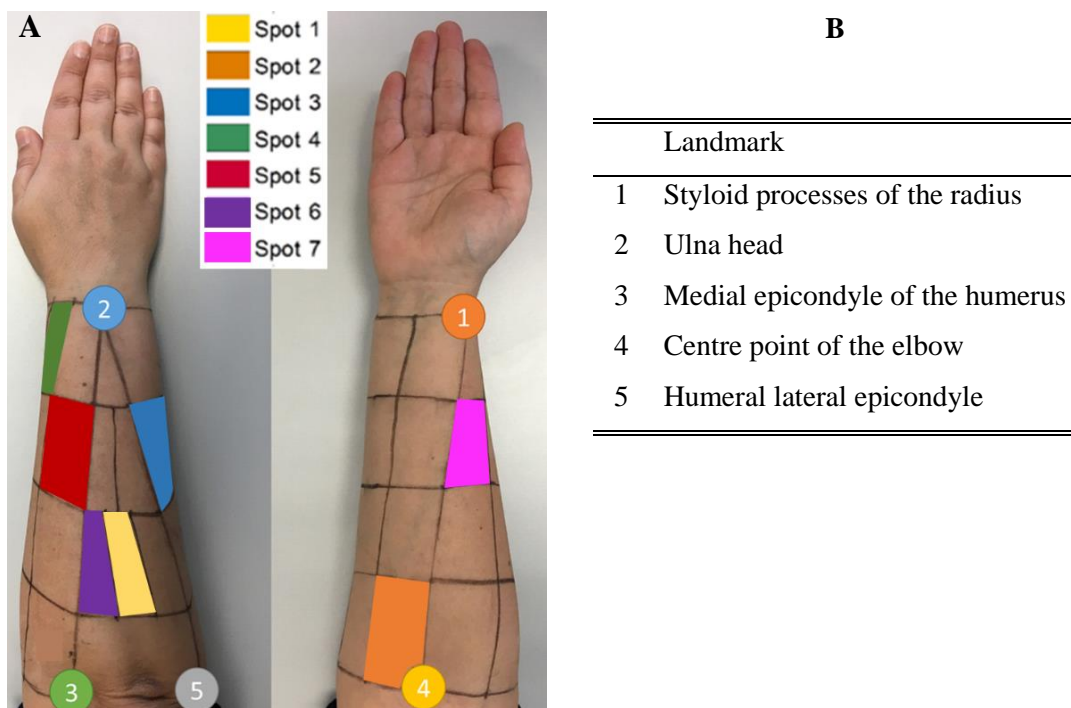 A
Spot 1
Spot 2
Spot 3
Spot 4
Spot 5
Spot 6
Spot 7
2
1
3
5
4
B
Landmark
1 Styloid processes of the radius
2 Ulna head
3 Medial epicondyle of the humerus
4 Centre point of the elbow
5 Humeral lateral epicondyle